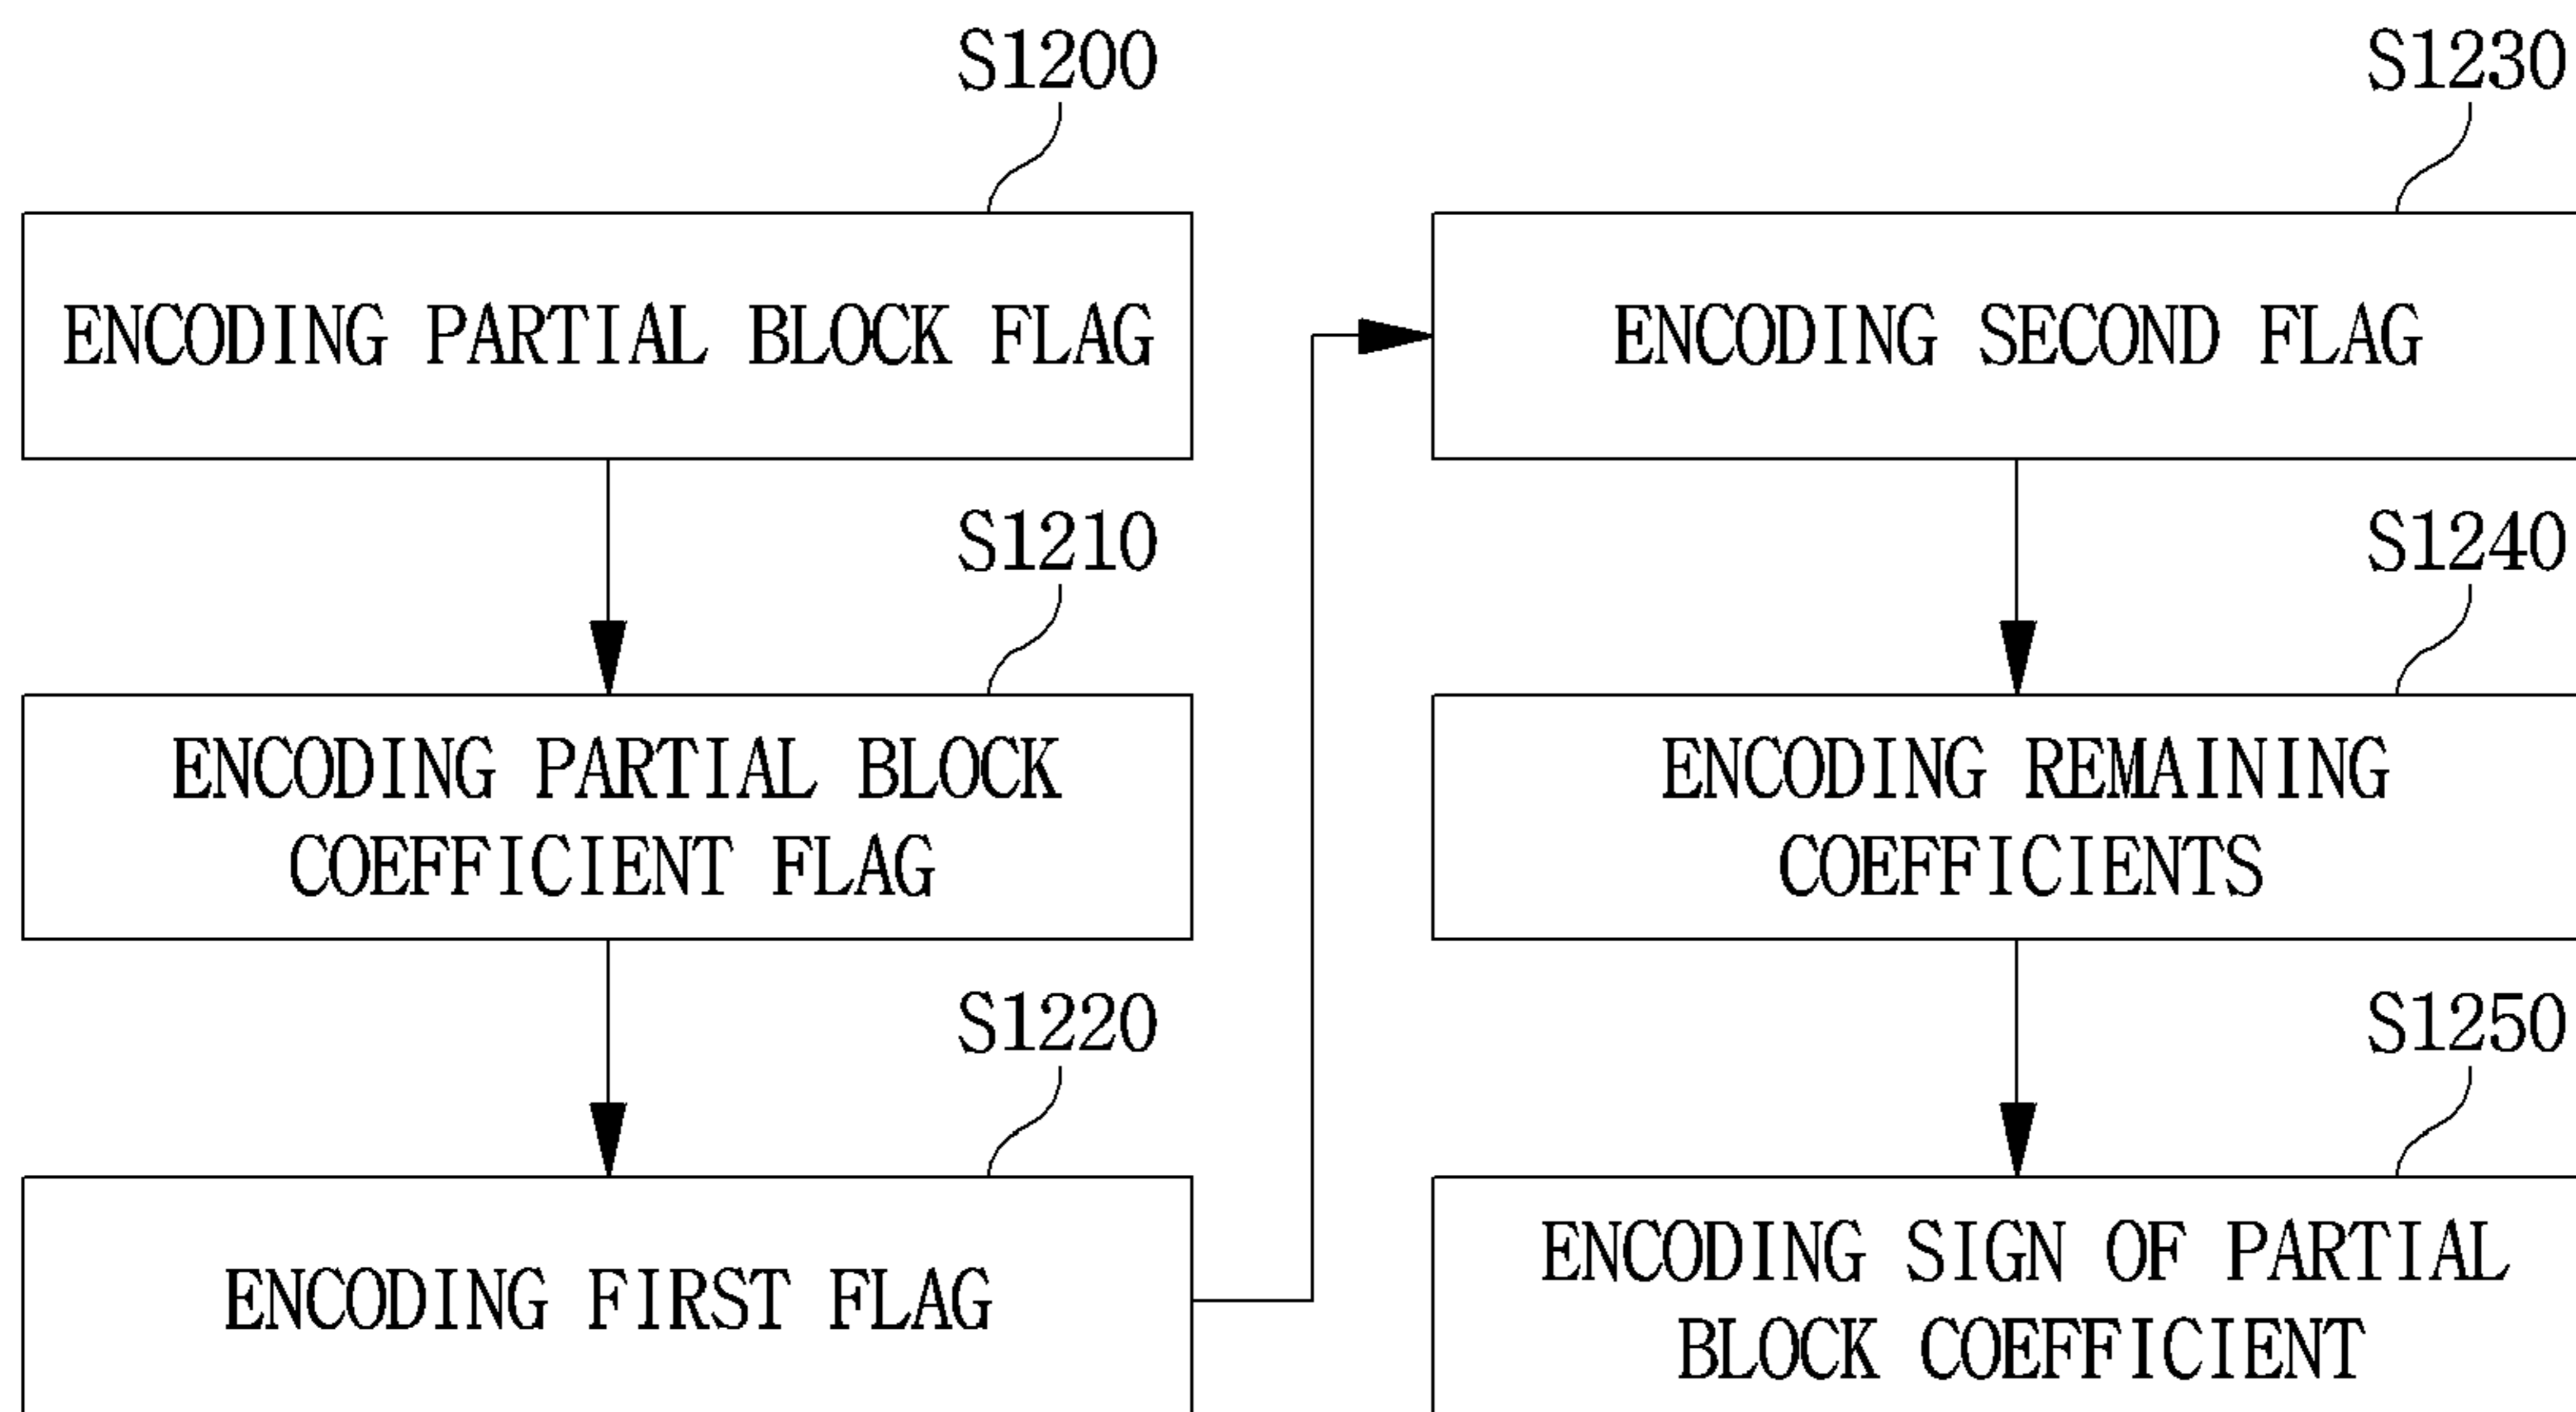 S1200
ENCODING PARTIAL BLOCK FLAG
S1210
ENCODING PARTIAL BLOCK
COEFFICIENT FLAG
S1220
ENCODING FIRST FLAG
S1230
ENCODING SECOND FLAG
S1240
ENCODING REMAINING
COEFFICIENTS
S1250
ENCODING SIGN OF PARTIAL
BLOCK COEFFICIENT